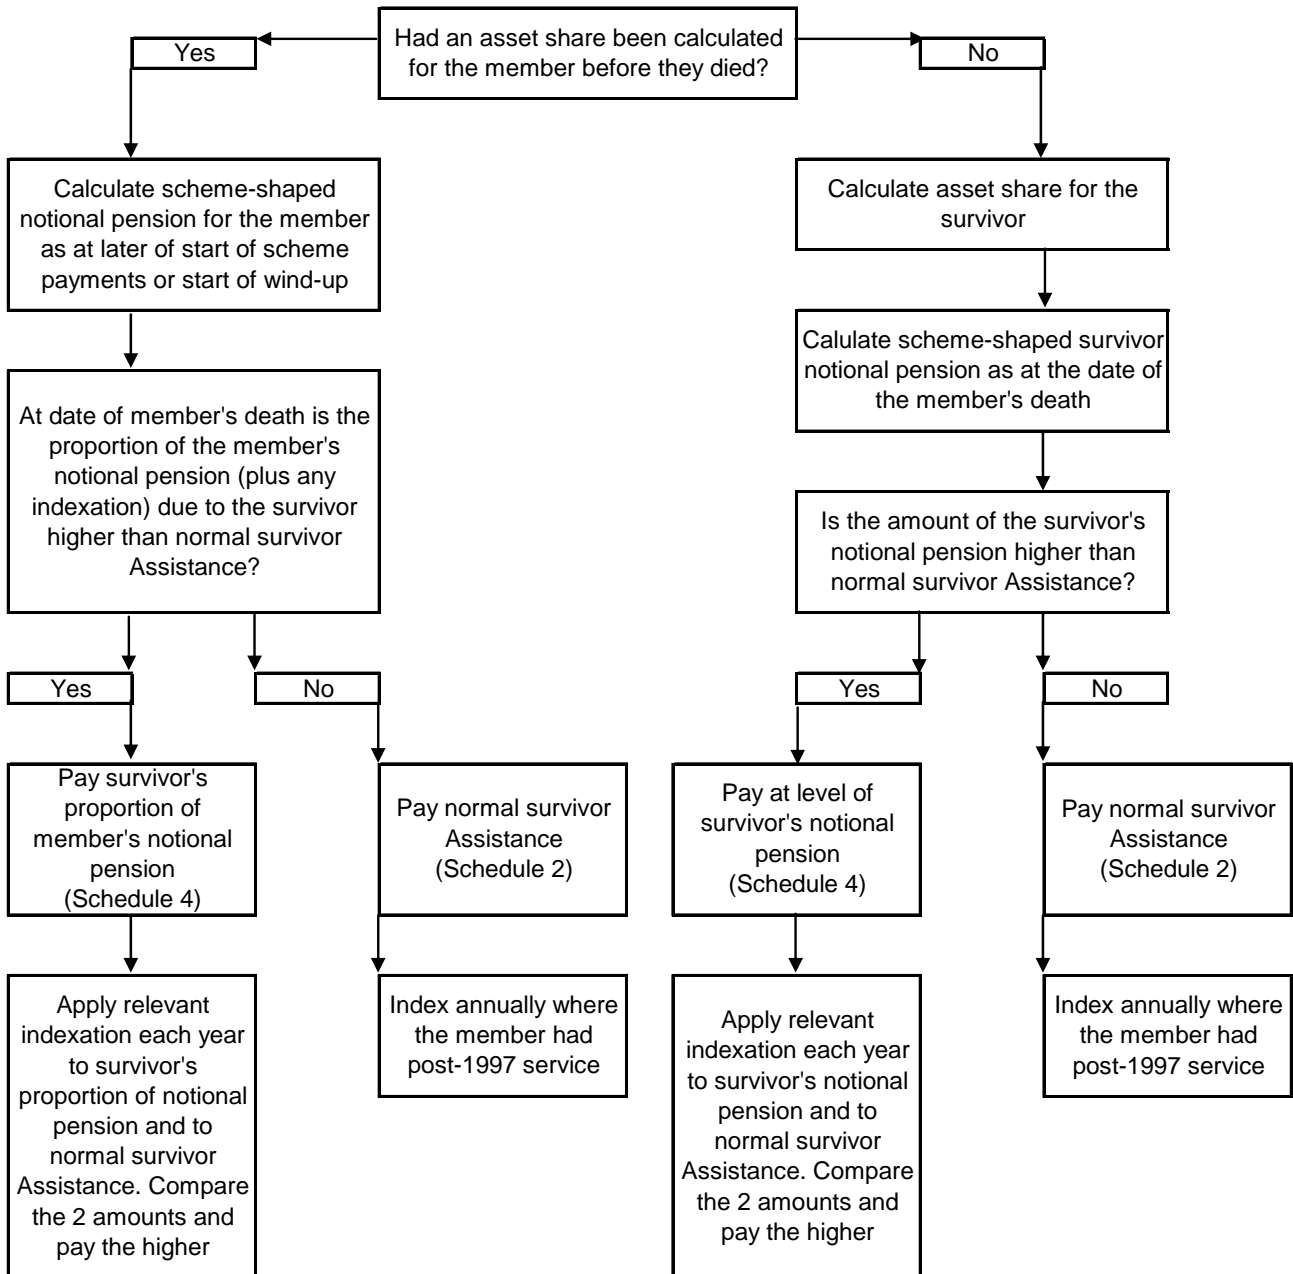 Had an asset share been calculated
for the member before they died?
Yes
No
Calculate scheme-shaped
notional pension for the member
as at later of start of scheme
payments or start of wind-up
Calculate asset share for the
survivor
Calulate scheme-shaped survivor
notional pension as at the date of
the member's death
At date of member's death is the
proportion of the member's
notional pension (plus any
indexation) due to the survivor
higher than normal survivor
Assistance?
Is the amount of the survivor's
notional pension higher than
normal survivor Assistance?
Yes
No
Yes
No
Pay survivor's
proportion of
member's notional
pension
(Schedule 4)
Pay normal survivor
Assistance
(Schedule 2)
Pay at level of
survivor's notional
pension
(Schedule 4)
Pay normal survivor
Assistance
(Schedule 2)
Apply relevant
indexation each year
to survivor's
proportion of notional
pension and to
normal survivor
Assistance. Compare
the 2 amounts and
pay the higher
Index annually where
the member had
post-1997 service
Apply relevant
indexation each year
to survivor's notional
pension and to
normal survivor
Assistance. Compare
the 2 amounts and
pay the higher
Index annually where
the member had
post-1997 service